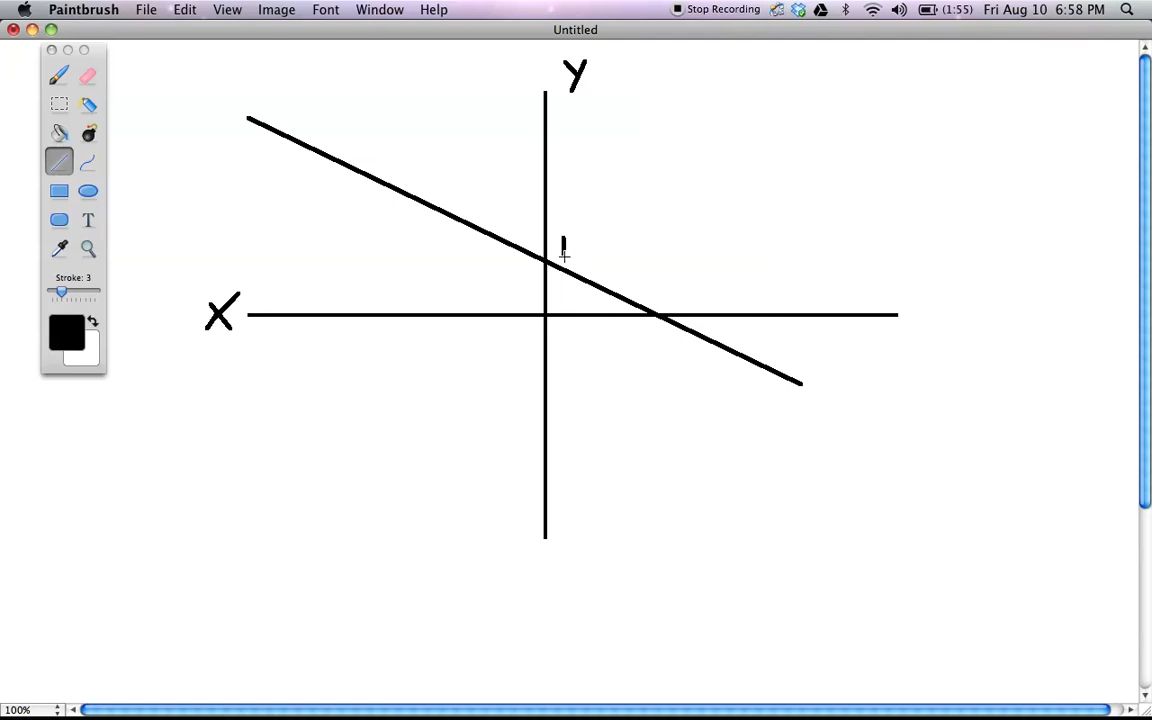 Paintbrush File Edit View Image Font Window Help Stop Recording (1:55) Fri Aug 10 6:58 PM
Untitled
Y
T
Stroke: 3
1
X
100%